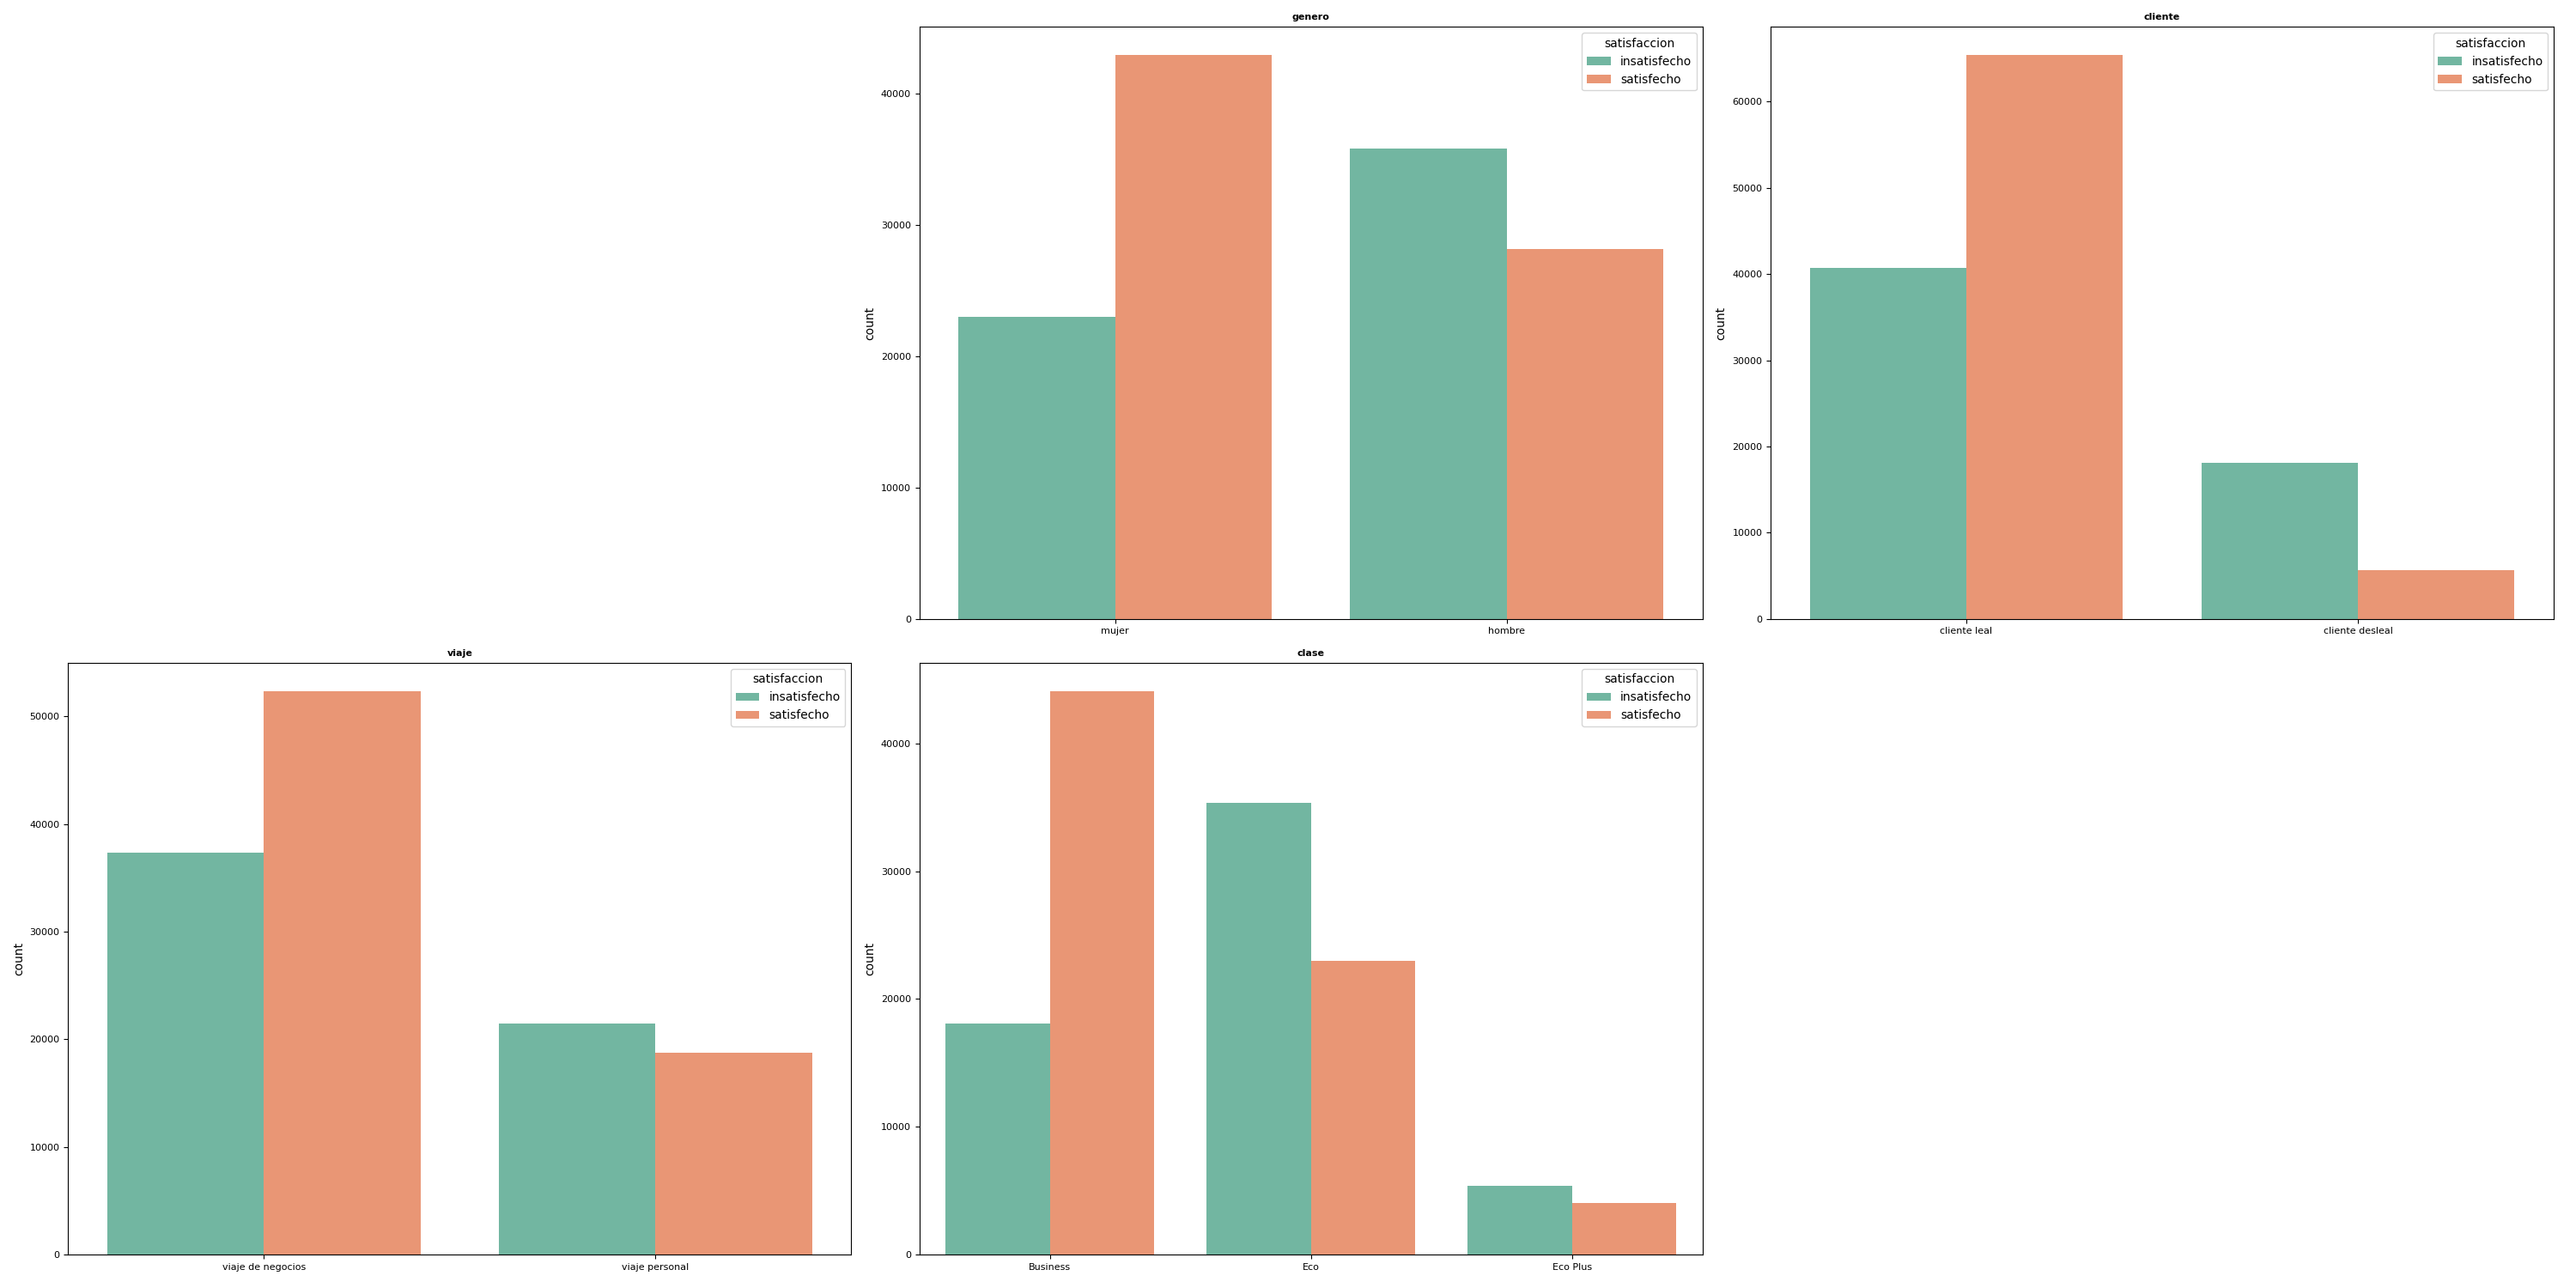 genero
satisfaccion
insatisfecho
satisfecho
count
40000
30000
20000
10000
0
mujer hombre
cliente
satisfaccion
insatisfecho
satisfecho
count
60000
50000
40000
30000
20000
10000
0
cliente leal cliente desleal
viaje
satisfaccion
insatisfecho
satisfecho
count
50000
40000
30000
20000
10000
0
viaje de negocios viaje personal
clase
satisfaccion
insatisfecho
satisfecho
count
40000
30000
20000
10000
0
Business Eco Eco Plus